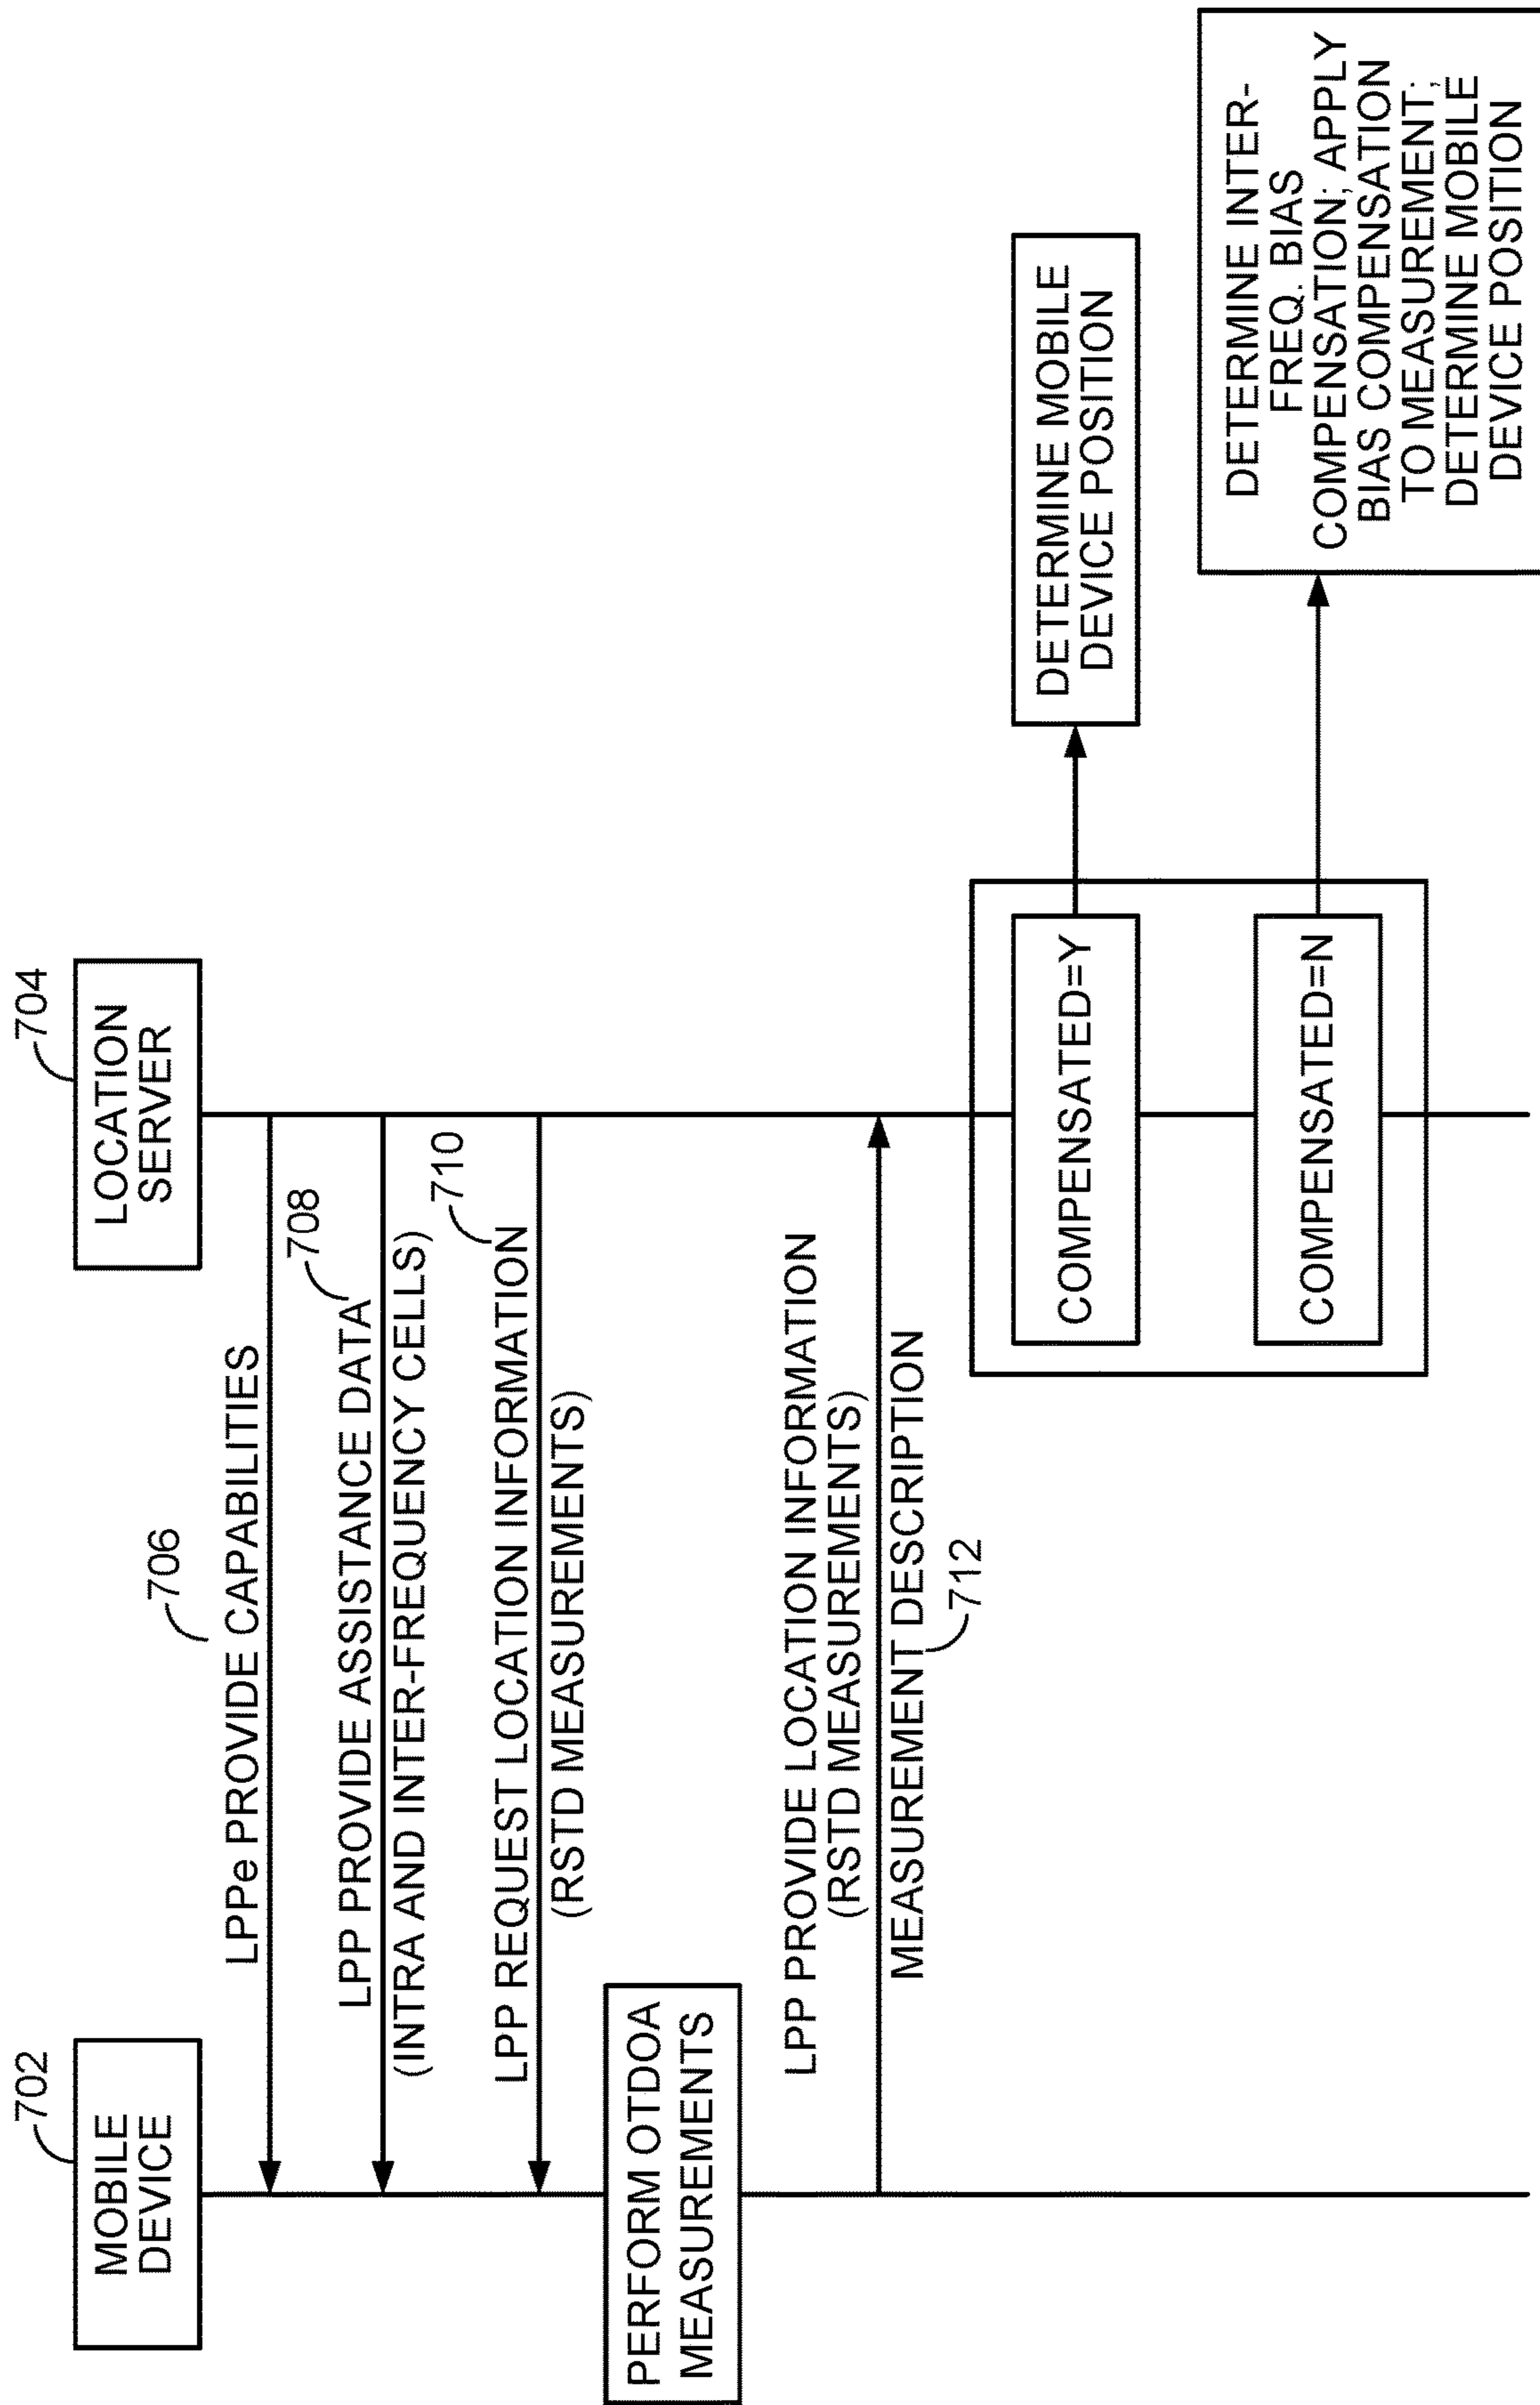 702
MOBILE
DEVICE
704
LOCATION
SERVER
706
LPPe PROVIDE CAPABILITIES
708
LPP PROVIDE ASSISTANCE DATA
(INTRA AND INTER-FREQUENCY CELLS)
710
LPP REQUEST LOCATION INFORMATION
(RSTD MEASUREMENTS)
PERFORM OTDOA
MEASUREMENTS
LPP PROVIDE LOCATION INFORMATION
(RSTD MEASUREMENTS)
MEASUREMENT DESCRIPTION
712
COMPENSATED=Y
DETERMINE MOBILE
DEVICE POSITION
COMPENSATED=N
DETERMINE INTER-
FREQ. BIAS
COMPENSATION; APPLY
BIAS COMPENSATION
TO MEASUREMENT;
DETERMINE MOBILE
DEVICE POSITION